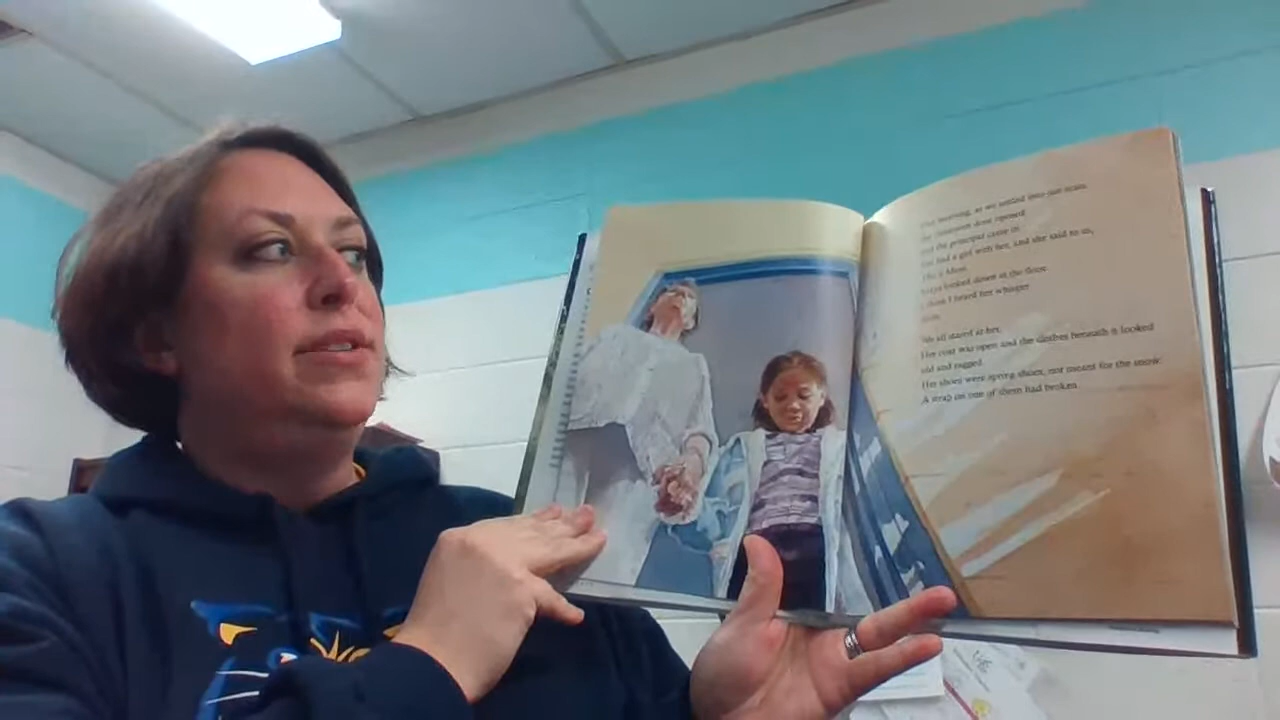 That morning, as we settled into our seats,
the classroom door opened
and the principal came in.
She had a girl with her, and she said to us,
This is Maya.
Maya looked down at the floor.
I think I heard her whisper
We all stared at her.
Her coat was open and the clothes beneath it looked
old and ragged.
Her shoes were spring shoes, not meant for the snow.
A strap on one of them had broken.